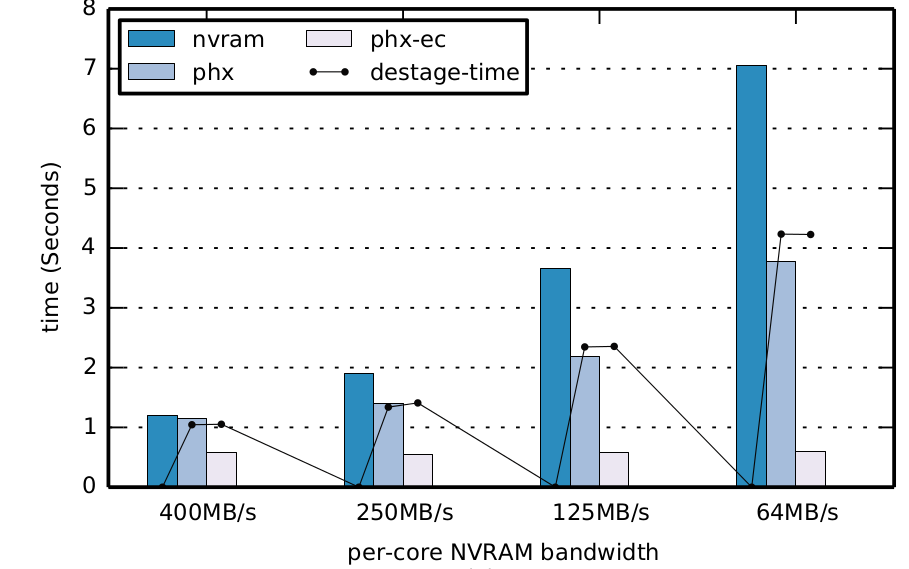 8
7
6
5
4
3
2
1
0
time (Seconds)
nvram
phx
phx-ec
destage-time
400MB/s 250MB/s 125MB/s 64MB/s
per-core NVRAM bandwidth